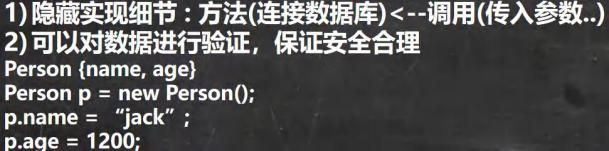 1) 隐藏实现细节 : 方法(连接数据库)<--调用(传入参数..)
2) 可以对数据进行验证，保证安全合理
Person {name, age}
Person p = new Person();
p.name = “jack”;
p.age = 1200;